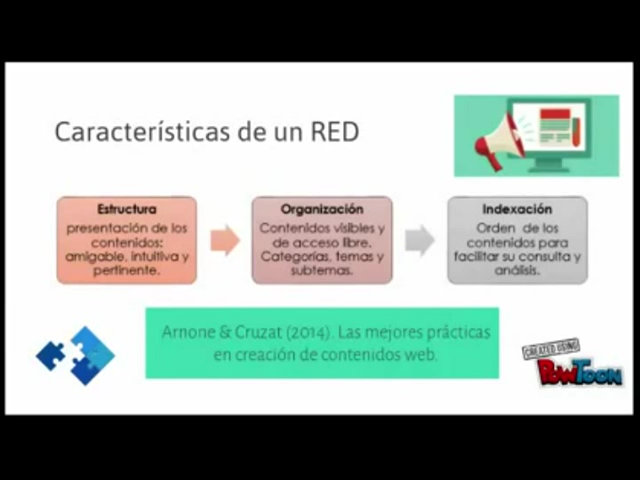 Características de un RED
Estructura
presentación de los
contenidos:
amigable, intuitiva y
pertinente.
Organización
Contenidos visibles y
de acceso libre.
Categorías, temas y
subtemas.
Indexación
Orden de los
contenidos para
facilitar su consulta y
análisis.
Arnone & Cruzat (2014). Las mejores prácticas
en creación de contenidos web.
CREATED USING
POWTOON